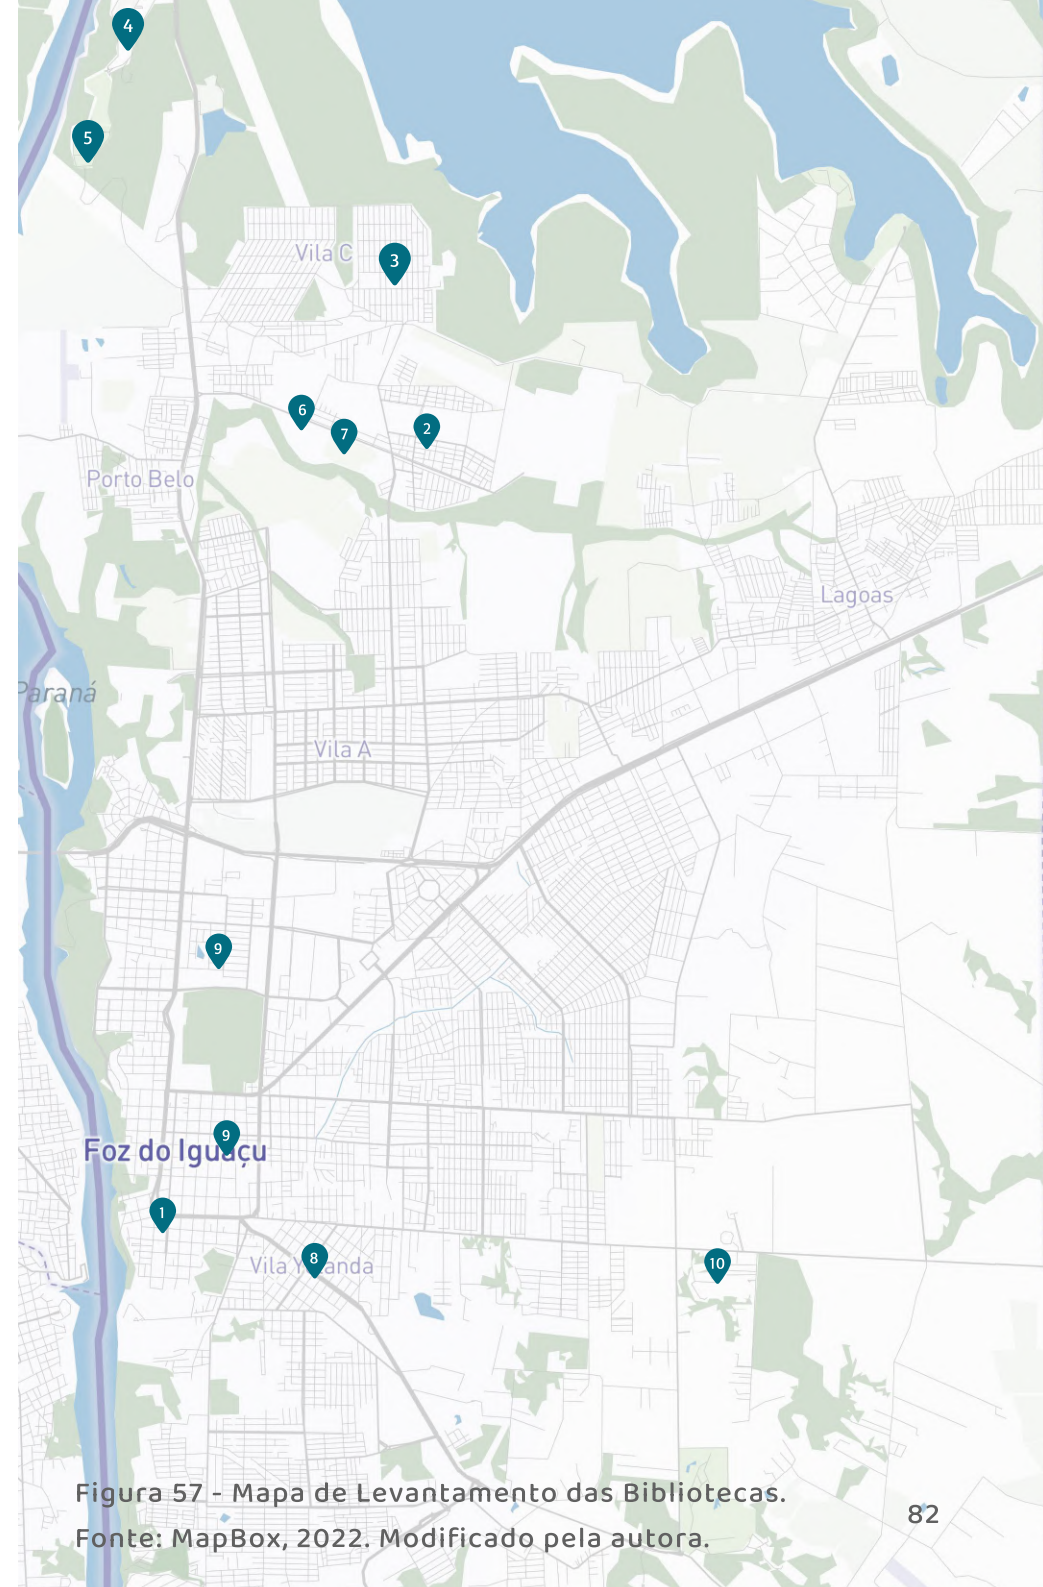 4
5
Vila C
3
6
7
2
Porto Belo
Lagoas
Paraná
Vila A
9
9
Foz do Iguaçu
1
8
Vila Yolanda
10
Figura 57 - Mapa de Levantamento das Bibliotecas.
82
Fonte: MapBox, 2022. Modificado pela autora.